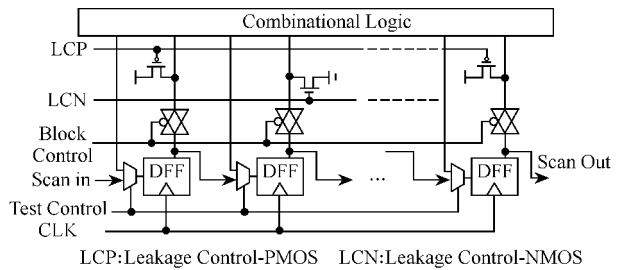 Combinational Logic
LCP
LCN
Block
Control
DFF
DFF
...
DFF
Scan Out
Scan in
Test Control
CLK
LCP:Leakage Control-PMOS LCN:Leakage Control-NMOS